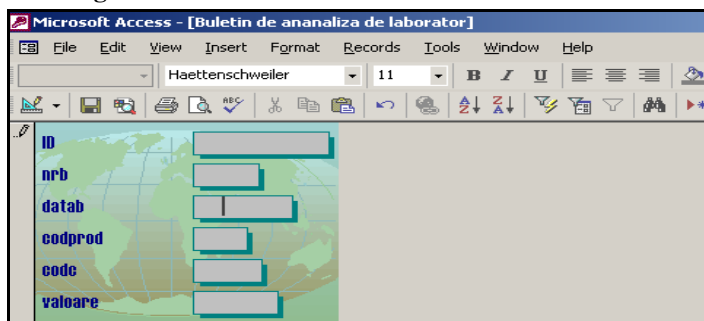 Microsoft Access - [Buletin de ananaliza de laborator]
File Edit View Insert Format Records Tools Window Help
Haettenschweiler 11 B I U
ABC A Z Z A
ID
nrb
datab
codprod
codc
valoare